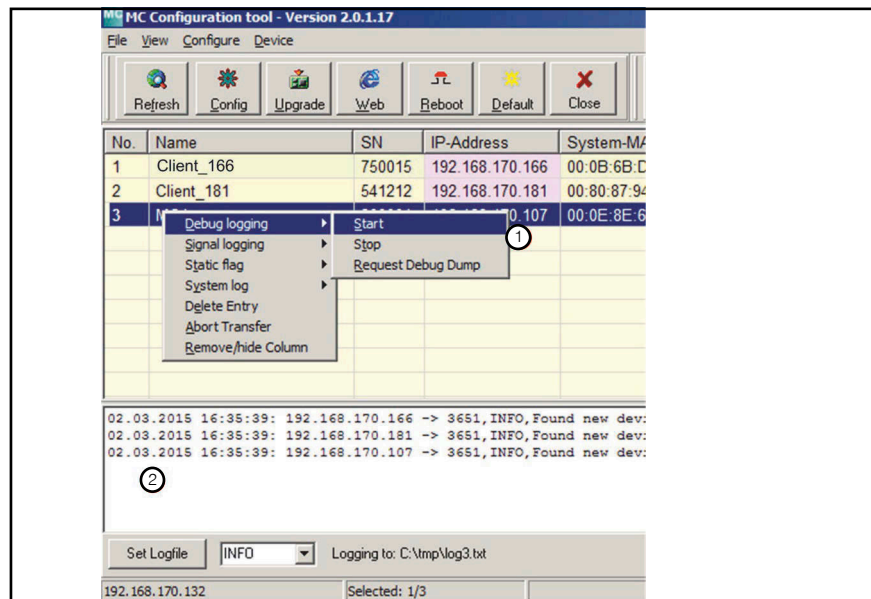 MC MC Configuration tool - Version 2.0.1.17
File View Configure Device
Refresh Config Upgrade Web Reboot Default Close
No. Name SN IP-Address System-MA
1 Client_166 750015 192.168.170.166 00:0B:6B:D
2 Client_181 541212 192.168.170.181 00:80:87:94
3 0.107 00:0E:8E:6
Debug logging Start
1
Signal logging Stop
Static flag Request Debug Dump
System log
Delete Entry
Abort Transfer
Remove/hide Column
02.03.2015 16:35:39: 192.168.170.166 -> 3651,INFO,Found new devi
02.03.2015 16:35:39: 192.168.170.181 -> 3651,INFO,Found new devi
02.03.2015 16:35:39: 192.168.170.107 -> 3651,INFO,Found new devi
2
Set Logfile INFO Logging to: C:\tmp\log3.txt
192.168.170.132 Selected: 1/3